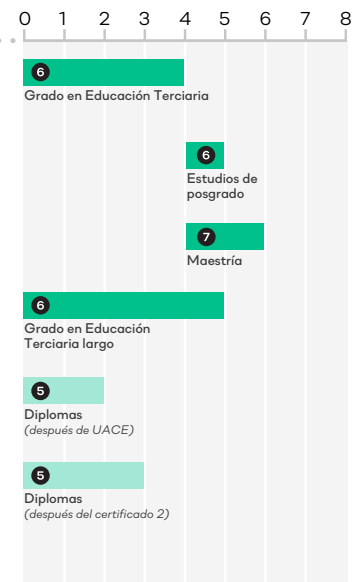 0 1 2 3 4 5 6 7 8
6
Grado en Educación Terciaria
6
Estudios de
posgrado
7
Maestría
6
Grado en Educación
Terciaria largo
5
Diplomas
(después de UACE)
5
Diplomas
(después del certificado 2)